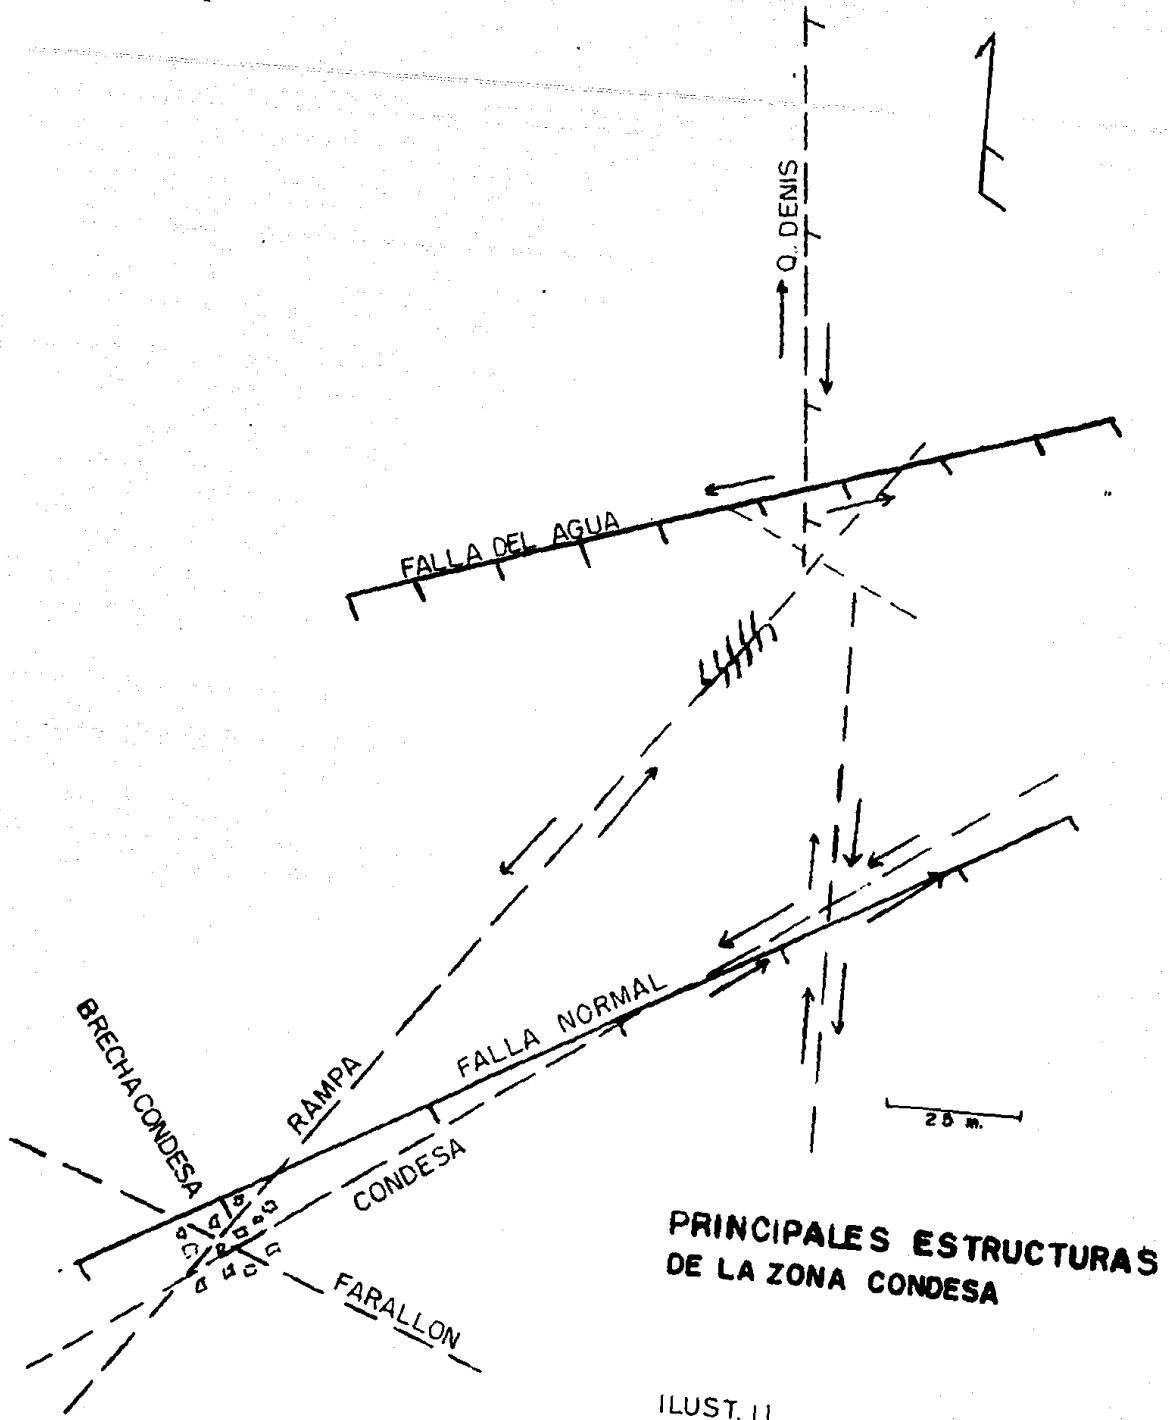 Q. DENIS
FALLA DEL AGUA
FALLA NORMAL
RAMPA
BRECHA CONDESA
CONDESA
FARALLON
25 m.
PRINCIPALES ESTRUCTURAS
DE LA ZONA CONDESA
ILUST. 11